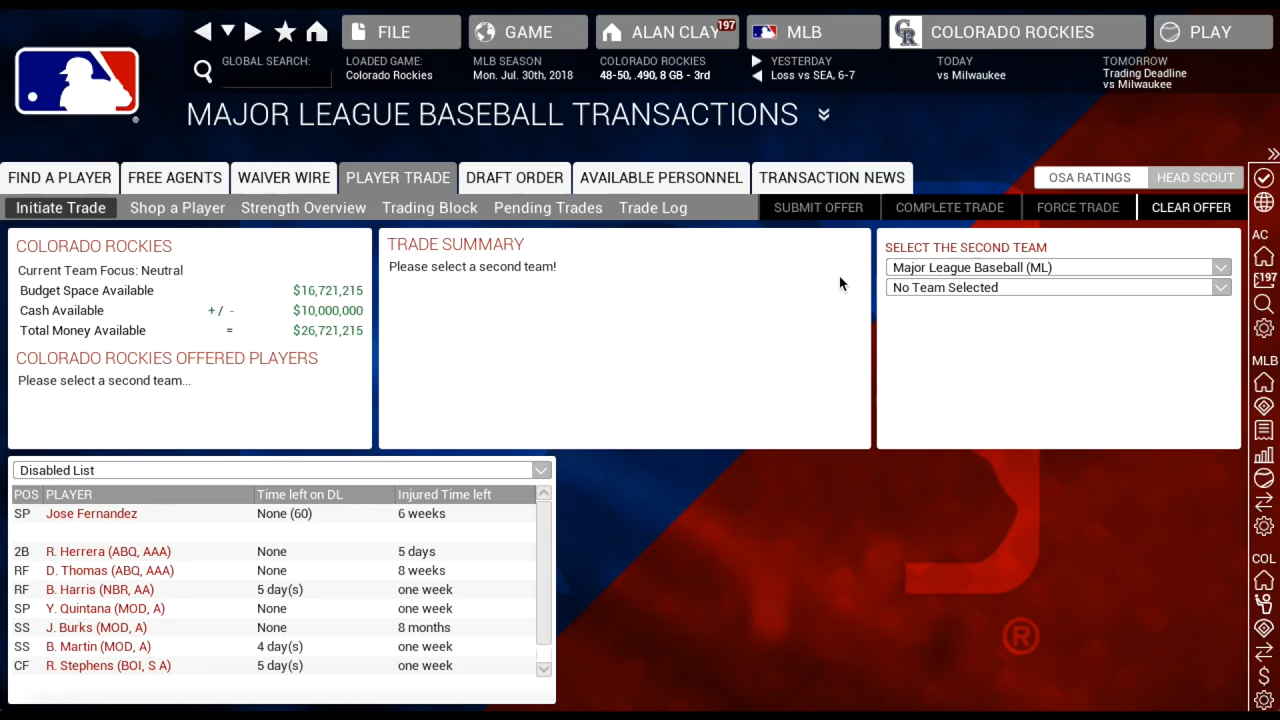 FILE
GAME
ALAN CLAY
197
MLB
COLORADO ROCKIES
PLAY
GLOBAL SEARCH:
LOADED GAME:
Colorado Rockies
MLB SEASON
Mon. Jul. 30th, 2018
COLORADO ROCKIES
48-50, .490, 8 GB - 3rd
YESTERDAY
Loss vs SEA, 6-7
TODAY
vs Milwaukee
TOMORROW
Trading Deadline
vs Milwaukee
MAJOR LEAGUE BASEBALL TRANSACTIONS
FIND A PLAYER
FREE AGENTS
WAIVER WIRE
PLAYER TRADE
DRAFT ORDER
AVAILABLE PERSONNEL
TRANSACTION NEWS
OSA RATINGS
HEAD SCOUT
Initiate Trade
Shop a Player
Strength Overview
Trading Block
Pending Trades
Trade Log
SUBMIT OFFER
COMPLETE TRADE
FORCE TRADE
CLEAR OFFER
COLORADO ROCKIES
Current Team Focus: Neutral
Budget Space Available $16,721,215
Cash Available + / - $10,000,000
Total Money Available = $26,721,215
COLORADO ROCKIES OFFERED PLAYERS
Please select a second team...
TRADE SUMMARY
Please select a second team!
SELECT THE SECOND TEAM
Major League Baseball (ML)
No Team Selected
Disabled List
POS PLAYER Time left on DL Injured Time left
SP Jose Fernandez None (60) 6 weeks
2B R. Herrera (ABQ, AAA) None 5 days
RF D. Thomas (ABQ, AAA) None 8 weeks
RF B. Harris (NBR, AA) 5 day(s) one week
SP Y. Quintana (MOD, A) None one week
SS J. Burks (MOD, A) None 8 months
SS B. Martin (MOD, A) 4 day(s) one week
CF R. Stephens (BOI, S A) 5 day(s) one week
AC
197
MLB
COL
$
®